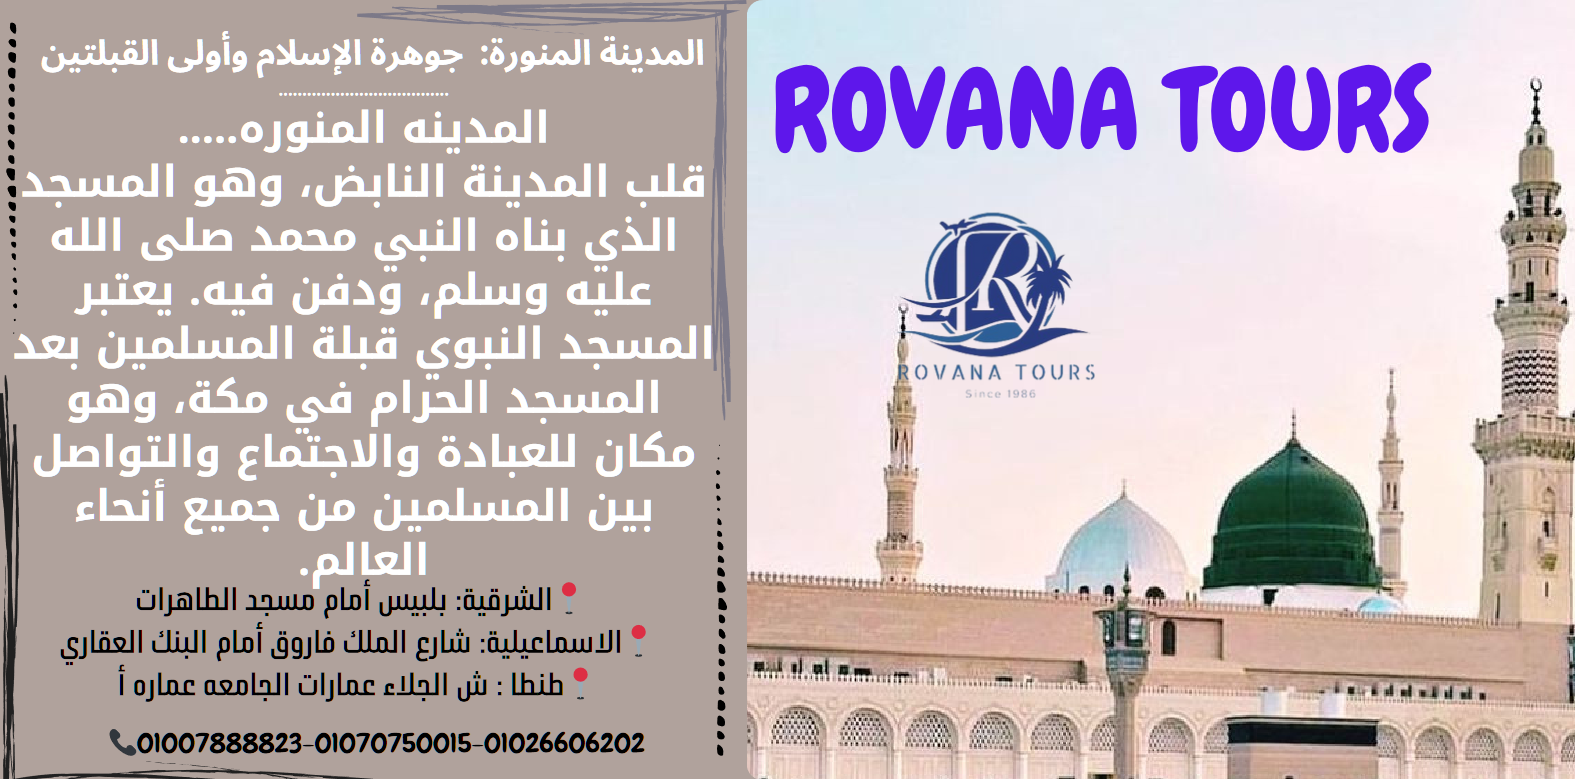 المدينة المنورة: جوهرة الإسلام وأولى القبلتين
....................................
المدينه المنوره.....
قلب المدينة النابض، وهو المسجد
الذي بناه النبي محمد صلى الله
عليه وسلم، ودفن فيه. يعتبر
المسجد النبوي قبلة المسلمين بعد
المسجد الحرام في مكة، وهو
مكان للعبادة والاجتماع والتواصل
بين المسلمين من جميع أنحاء
العالم.
📍الشرقية: بلبيس أمام مسجد الطاهرات
📍الاسماعيلية: شارع الملك فاروق أمام البنك العقاري
📍طنطا : ش الجلاء عمارات الجامعه عماره أ
📞01007888823-01070750015-01026606202
ROVANA TOURS
R
ROVANA TOURS
Since 1986